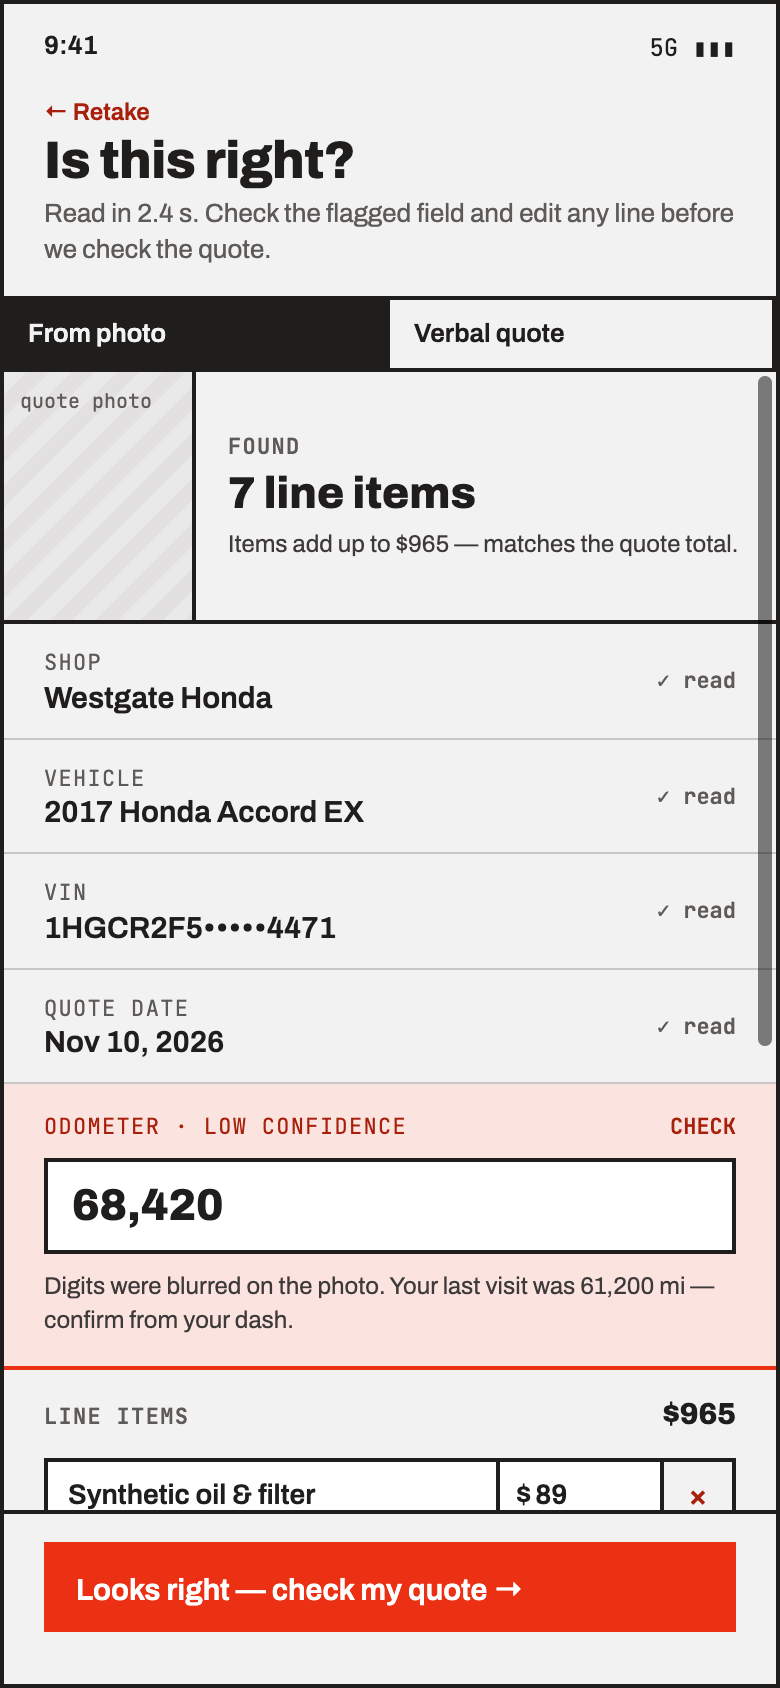 9:41
5G
← Retake
Is this right?
Read in 2.4 s. Check the flagged field and edit any line before
we check the quote.
From photo
Verbal quote
quote photo
FOUND
7 line items
Items add up to $965 — matches the quote total.
SHOP
Westgate Honda
✓ read
VEHICLE
2017 Honda Accord EX
✓ read
VIN
1HGCR2F5•••••4471
✓ read
QUOTE DATE
Nov 10, 2026
✓ read
ODOMETER · LOW CONFIDENCE
CHECK
68,420
Digits were blurred on the photo. Your last visit was 61,200 mi —
confirm from your dash.
LINE ITEMS
$965
Synthetic oil & filter
$ 89
×
Looks right — check my quote →